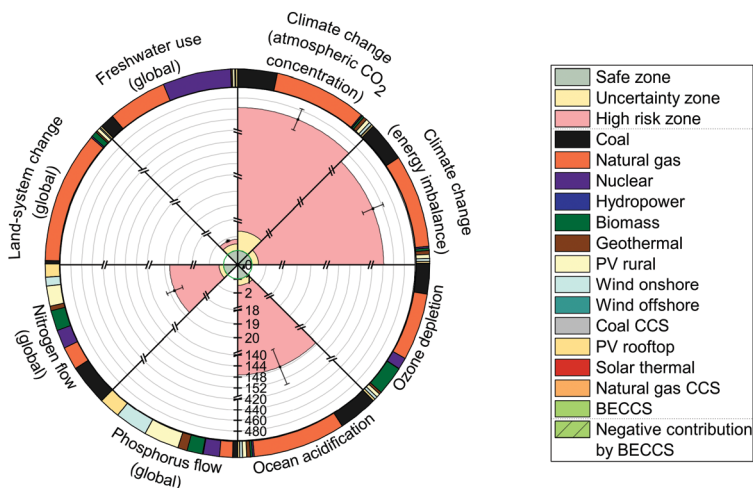 Climate change
(atmospheric CO2
concentration)
Climate change
(energy imbalance)
Ozone depletion
Ocean acidification
Phosphorus flow
(global)
Nitrogen flow
(global)
Land-system change
(global)
Freshwater use
(global)
0
2
18
19
20
140
144
148
152
420
440
460
480
Safe zone
Uncertainty zone
High risk zone
Coal
Natural gas
Nuclear
Hydropower
Biomass
Geothermal
PV rural
Wind onshore
Wind offshore
Coal CCS
PV rooftop
Solar thermal
Natural gas CCS
BECCS
Negative contribution
by BECCS